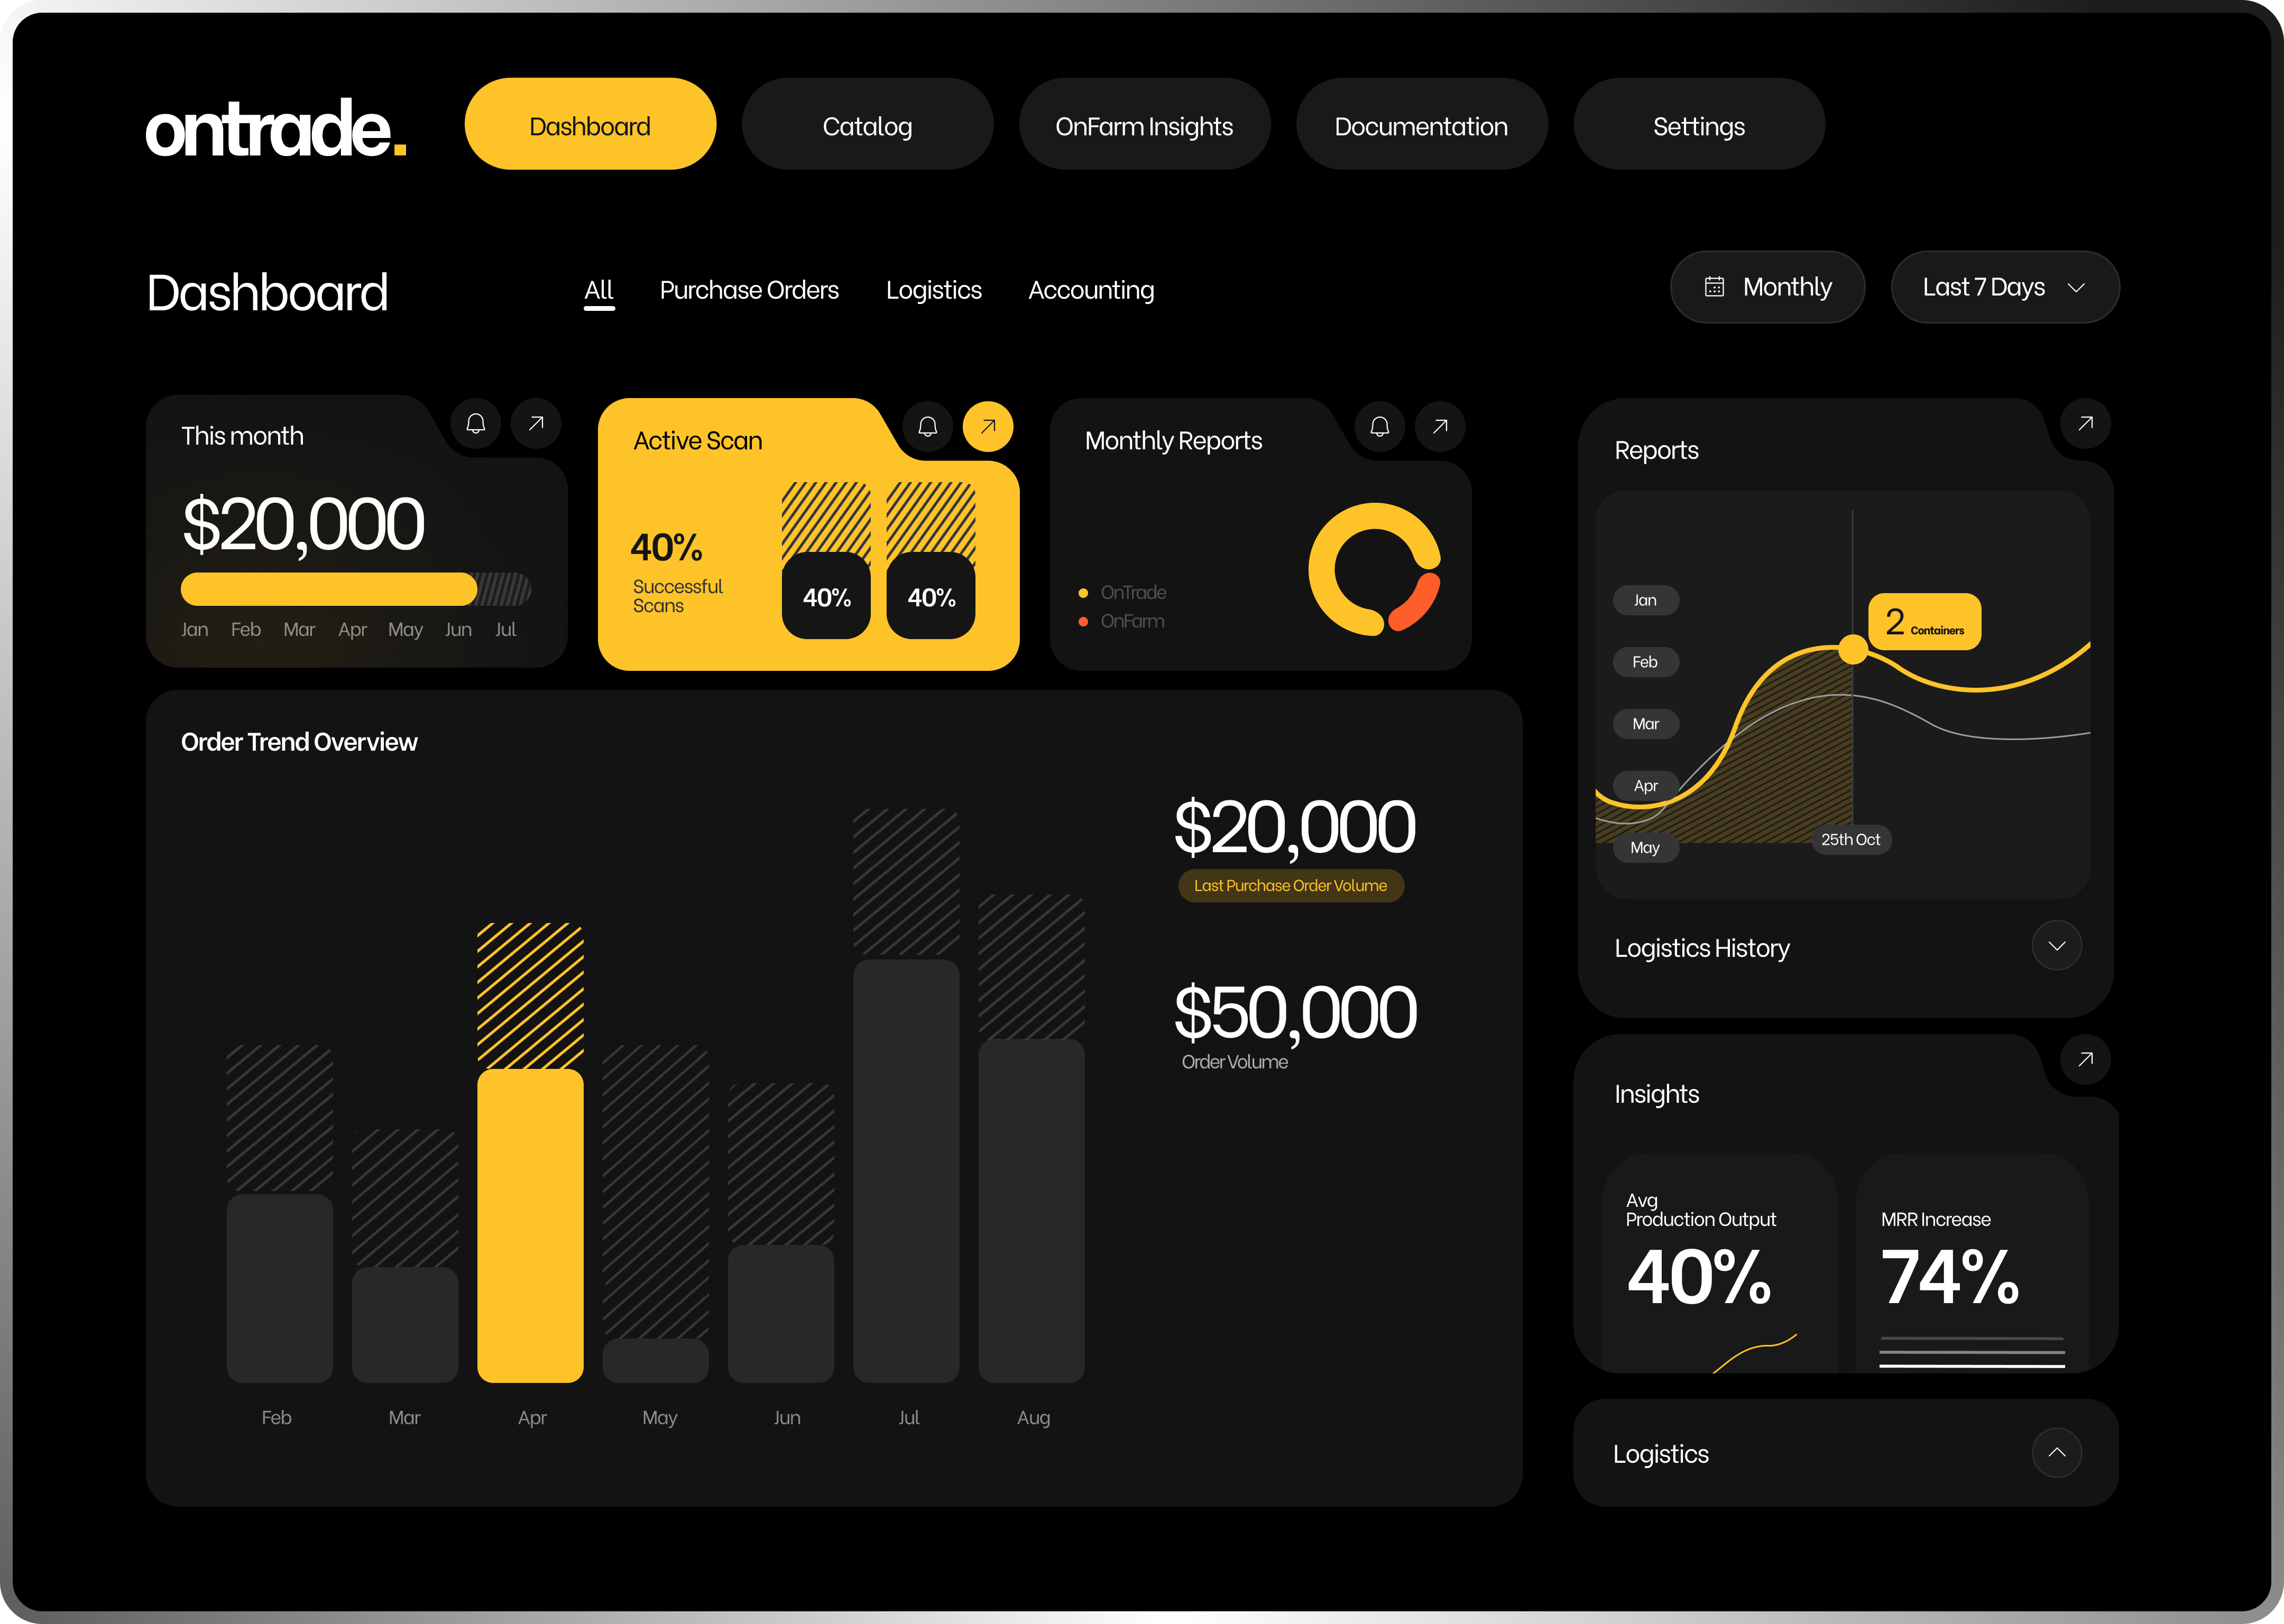 ontrade.
Dashboard
Catalog
OnFarm Insights
Documentation
Settings
Dashboard
All
Purchase Orders
Logistics
Accounting
Monthly
Last 7 Days
This month
$20,000
Jan Feb Mar Apr May Jun Jul
Active Scan
40%
Successful
Scans
40%
40%
Monthly Reports
OnTrade
OnFarm
Order Trend Overview
Feb Mar Apr May Jun Jul Aug
$20,000
Last Purchase Order Volume
$50,000
Order Volume
Reports
Jan
Feb
Mar
Apr
May
2 Containers
25th Oct
Logistics History
Insights
Avg
Production Output
40%
MRR Increase
74%
Logistics